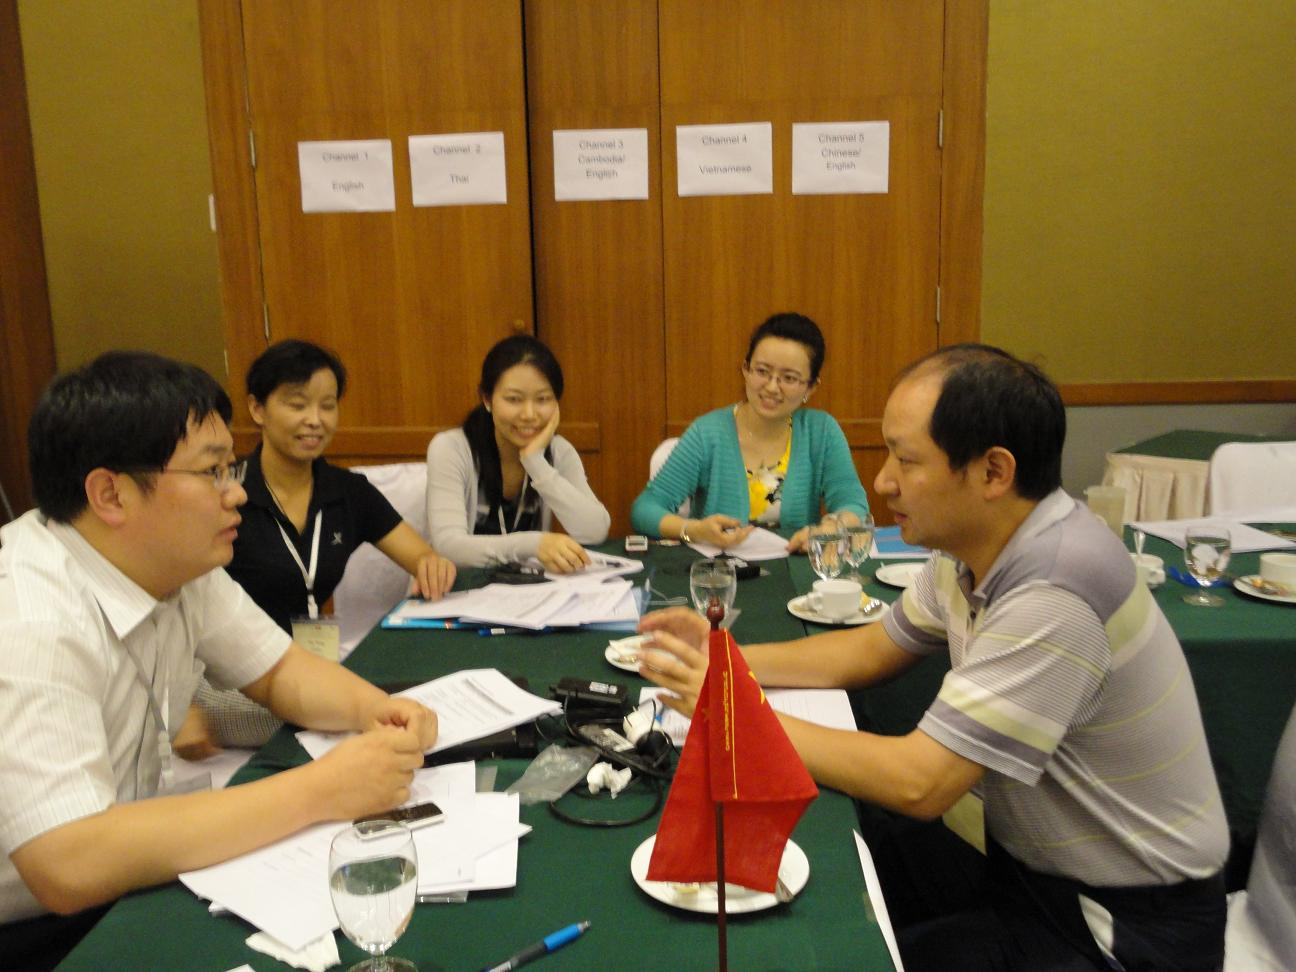 Channel 1
English
Channel 2
Thai
Channel 3
Cambodia/
English
Channel 4
Vietnamese
Channel 5
Chinese/
English